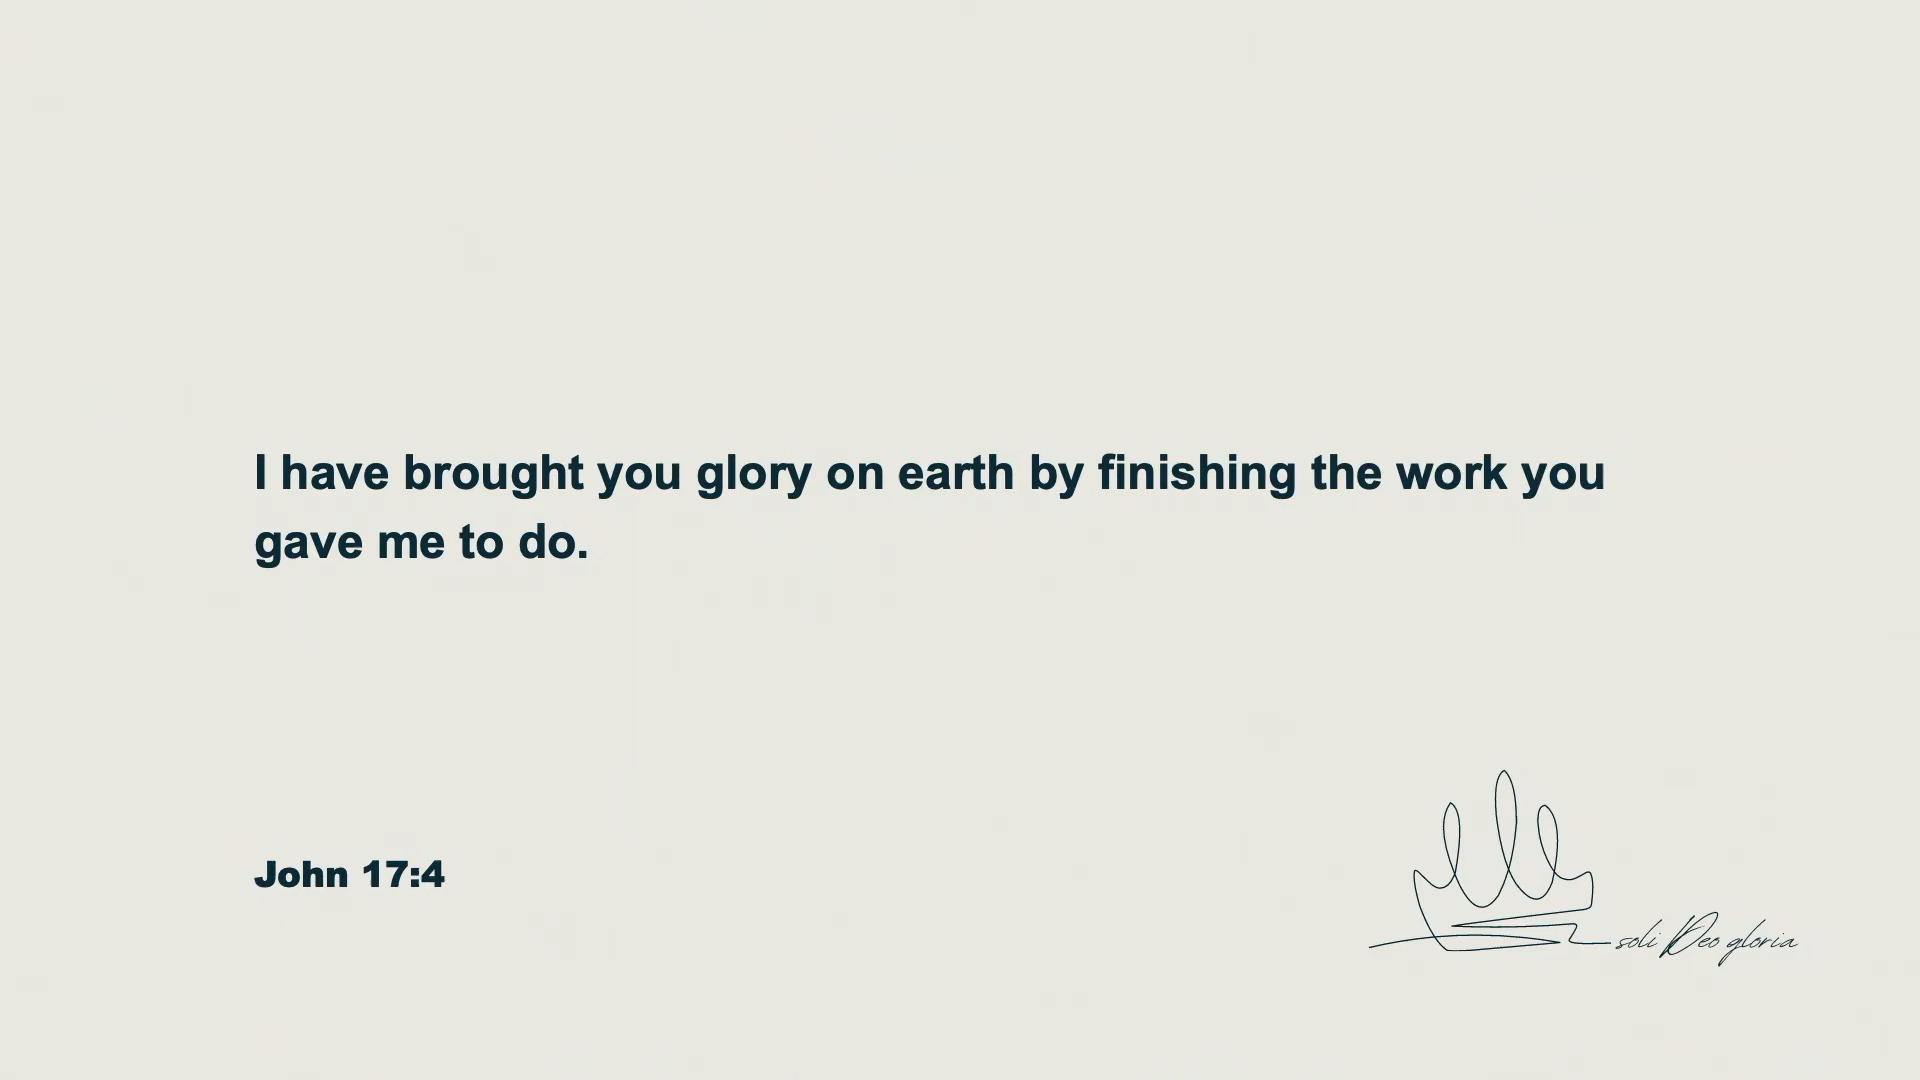 I have brought you glory on earth by finishing the work you
gave me to do.
John 17:4
soli Deo gloria